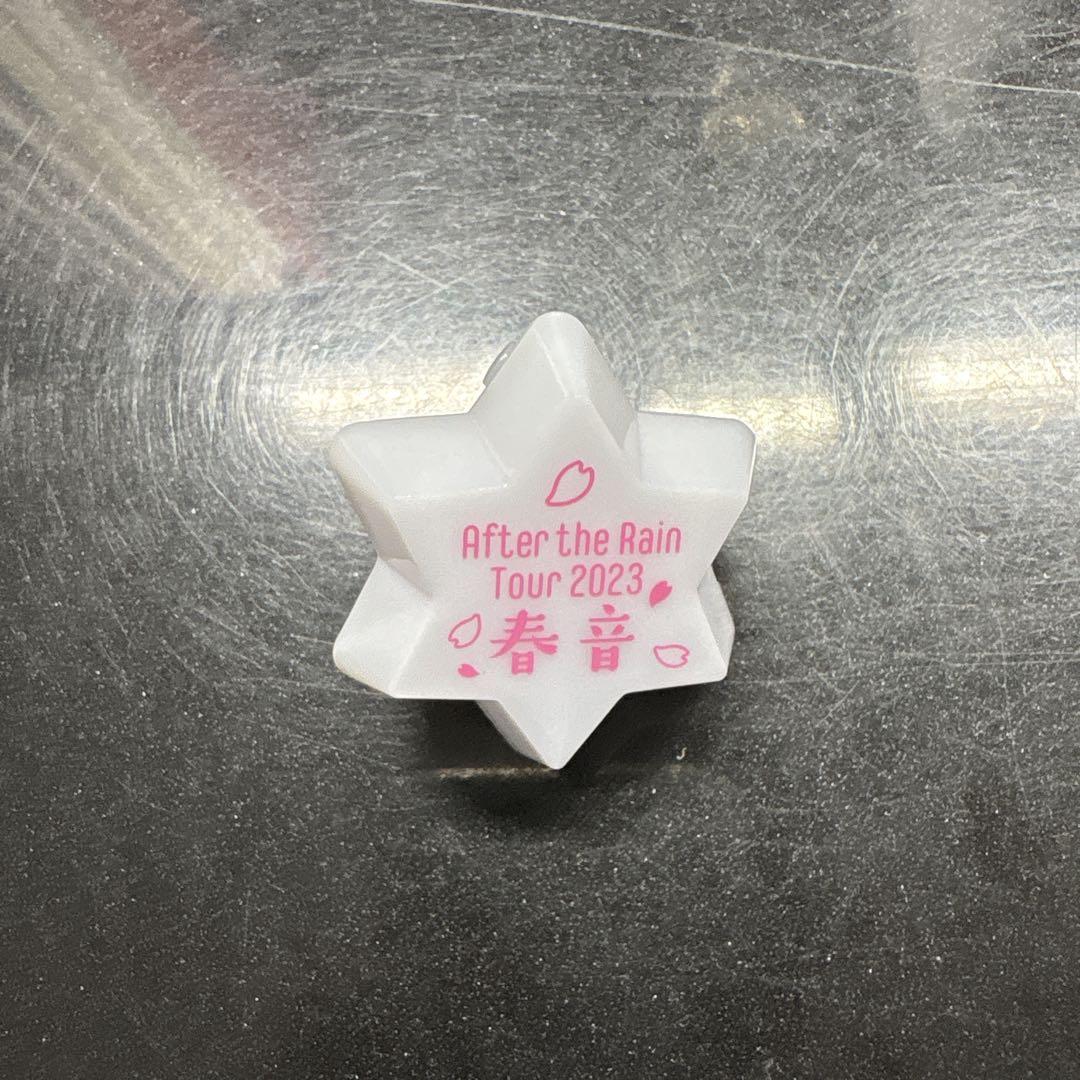 After the Rain
Tour 2023
春音